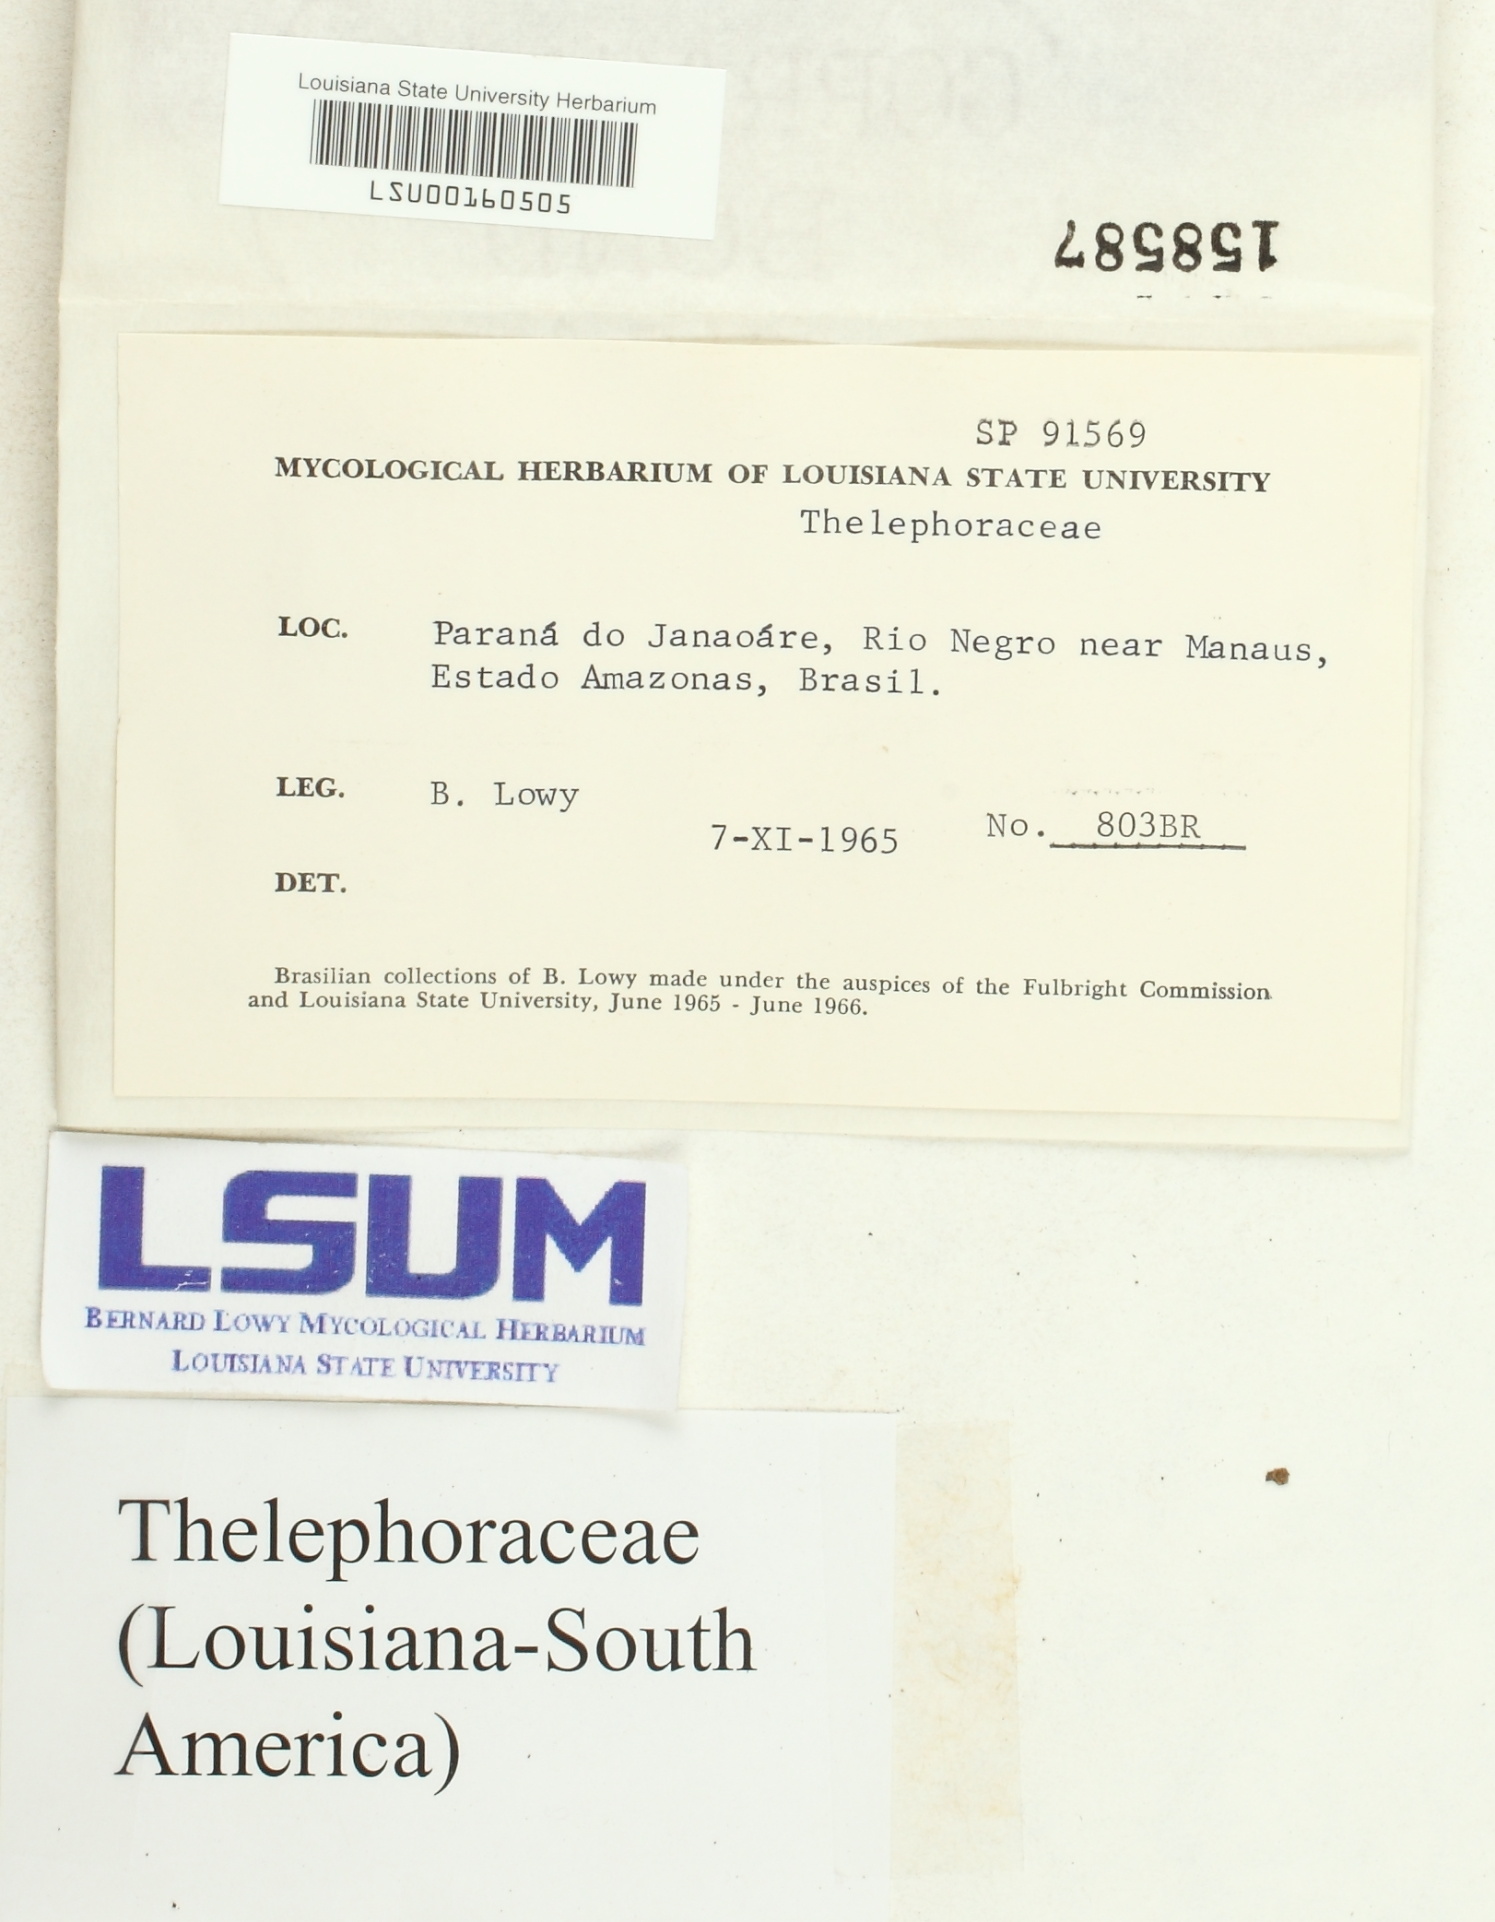 Louisiana State University Herbarium
LSU00160505
158587
SP 91569
MYCOLOGICAL HERBARIUM OF LOUISIANA STATE UNIVERSITY
Thelephoraceae
LOC. Paraná do Janaoáre, Rio Negro near Manaus,
Estado Amazonas, Brasil.
LEG. B. Lowy
7-XI-1965 No. 803BR
DET.
Brasilian collections of B. Lowy made under the auspices of the Fulbright Commission
and Louisiana State University, June 1965 - June 1966.
LSUM
BERNARD LOWY MYCOLOGICAL HERBARIUM
LOUISIANA STATE UNIVERSITY
Thelephoraceae
(Louisiana-South
America)